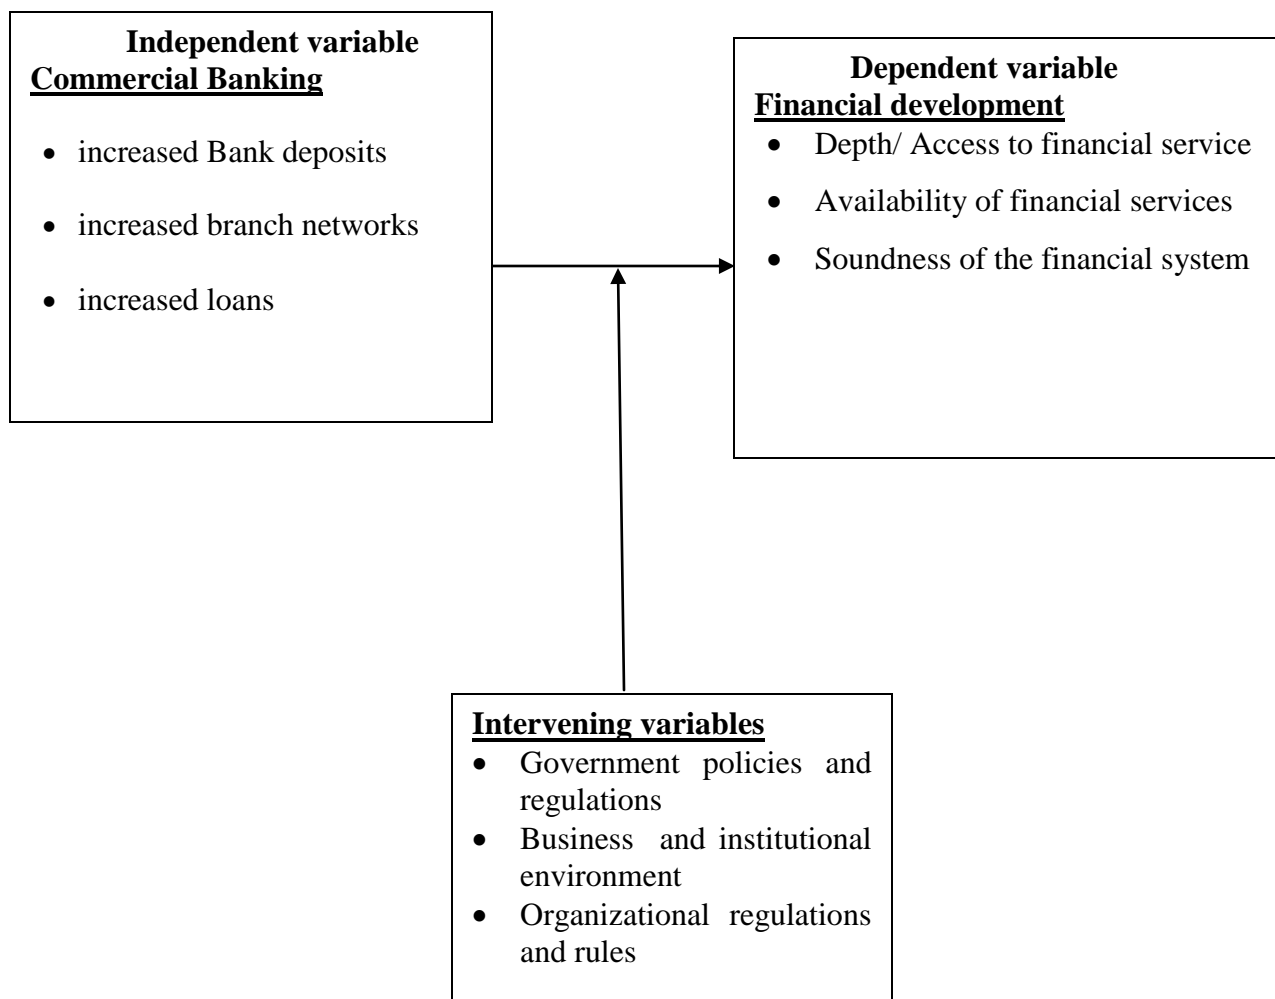 Independent variable
Commercial Banking
• increased Bank deposits
• increased branch networks
• increased loans
Dependent variable
Financial development
• Depth/ Access to financial service
• Availability of financial services
• Soundness of the financial system
Intervening variables
• Government policies and
regulations
• Business and institutional
environment
• Organizational regulations
and rules